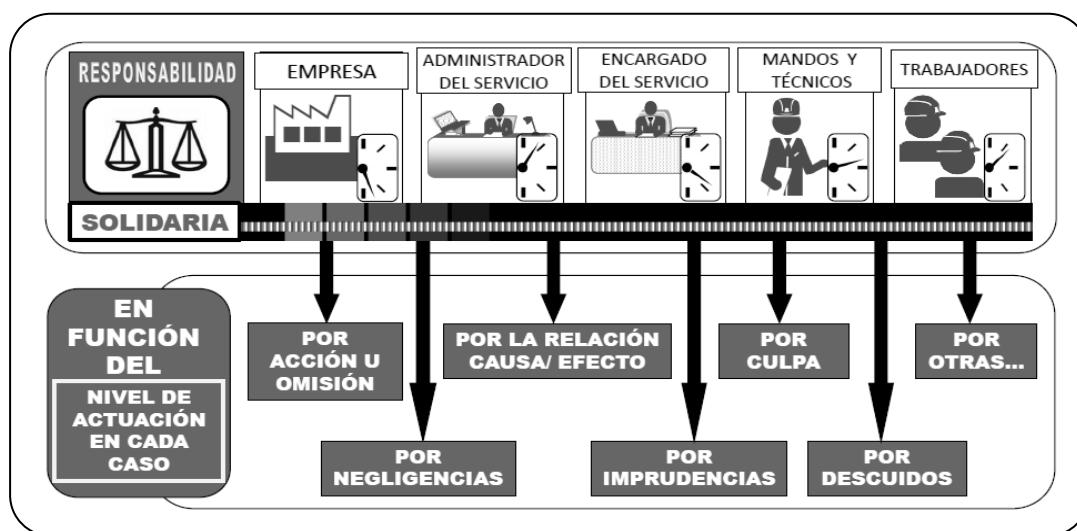 RESPONSABILIDAD
EMPRESA
ADMINISTRADOR
DEL SERVICIO
ENCARGADO
DEL SERVICIO
MANDOS Y
TÉCNICOS
TRABAJADORES
SOLIDARIA
EN
FUNCIÓN
DEL
NIVEL DE
ACTUACIÓN
EN CADA
CASO
POR
ACCIÓN U
OMISIÓN
POR LA RELACIÓN
CAUSA/ EFECTO
POR
CULPA
POR
OTRAS...
POR
NEGLIGENCIAS
POR
IMPRUDENCIAS
POR
DESCUIDOS